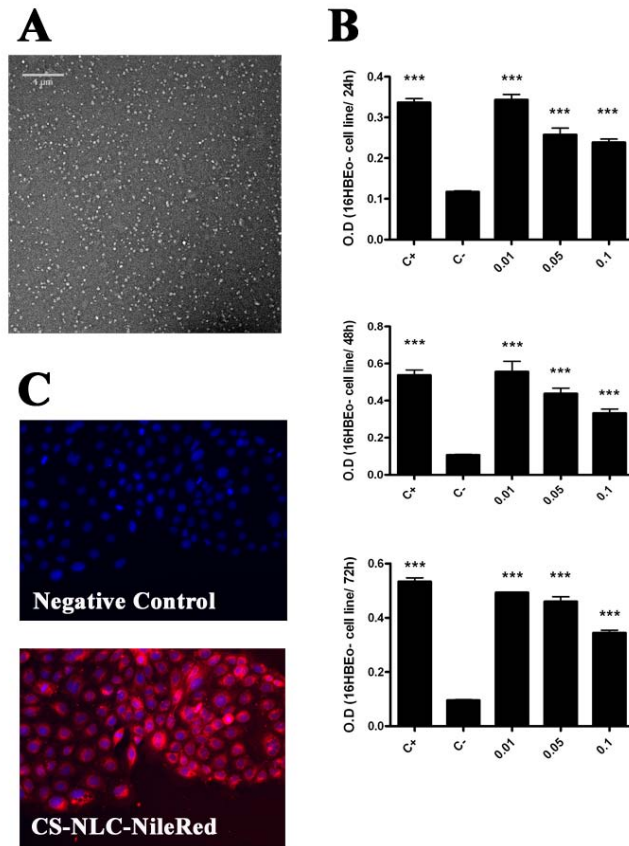 A
4 µm
B
O.D (16HBEo- cell line/ 24h)
0.4
0.3
0.2
0.1
0.0
***
***
***
***
C+
C-
0.01
0.05
0.1
O.D (16HBEo- cell line/ 48h)
0.8
0.6
0.4
0.2
0.0
***
***
***
***
C+
C-
0.01
0.05
0.1
O.D (16HBEo- cell line/ 72h)
0.6
0.4
0.2
0.0
***
***
***
***
C+
C-
0.01
0.05
0.1
C
Negative Control
CS-NLC-NileRed